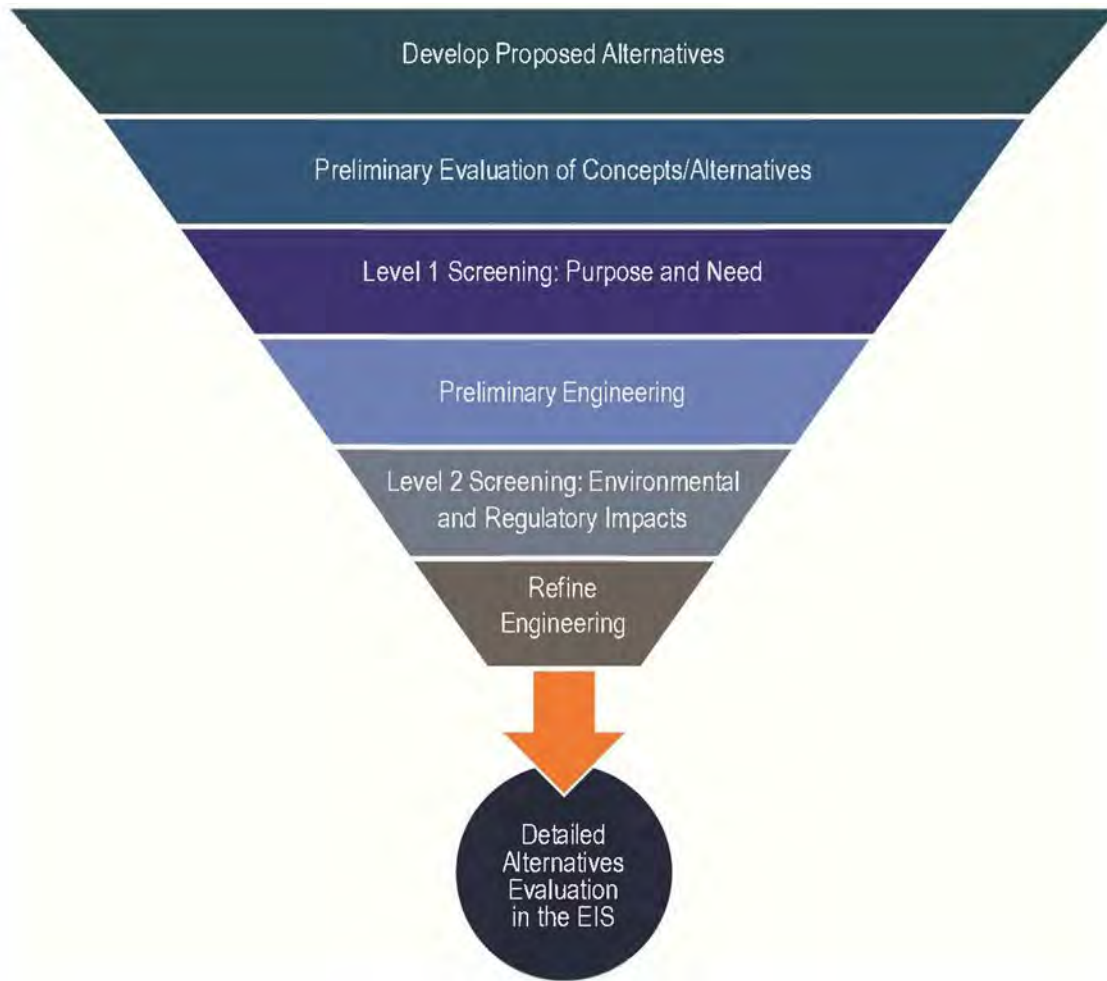 Develop Proposed Alternatives
Preliminary Evaluation of Concepts/Alternatives
Level 1 Screening: Purpose and Need
Preliminary Engineering
Level 2 Screening: Environmental
and Regulatory Impacts
Refine
Engineering
Detailed
Alternatives
Evaluation
in the EIS